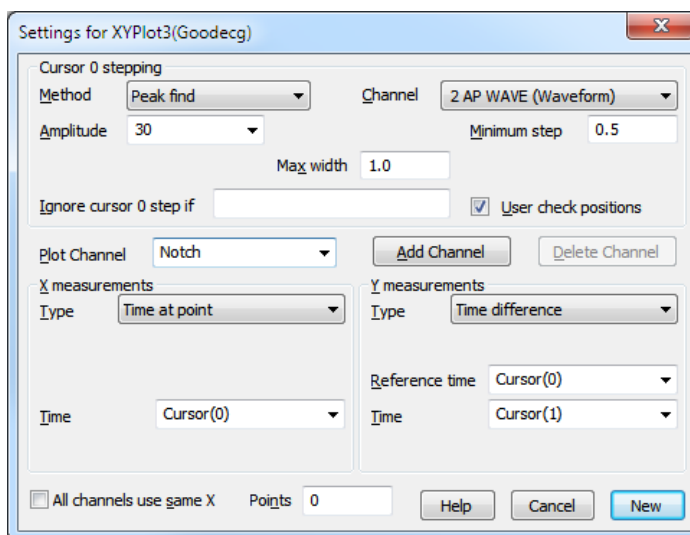 Settings for XYPlot3(Goodecg)
Cursor 0 stepping
Method Peak find Channel 2 AP WAVE (Waveform)
Amplitude 30 Minimum step 0.5
Max width 1.0
Ignore cursor 0 step if User check positions
Plot Channel Notch Add Channel Delete Channel
X measurements Y measurements
Type Time at point Type Time difference
Reference time Cursor(0)
Time Cursor(0) Time Cursor(1)
All channels use same X Points 0 Help Cancel New